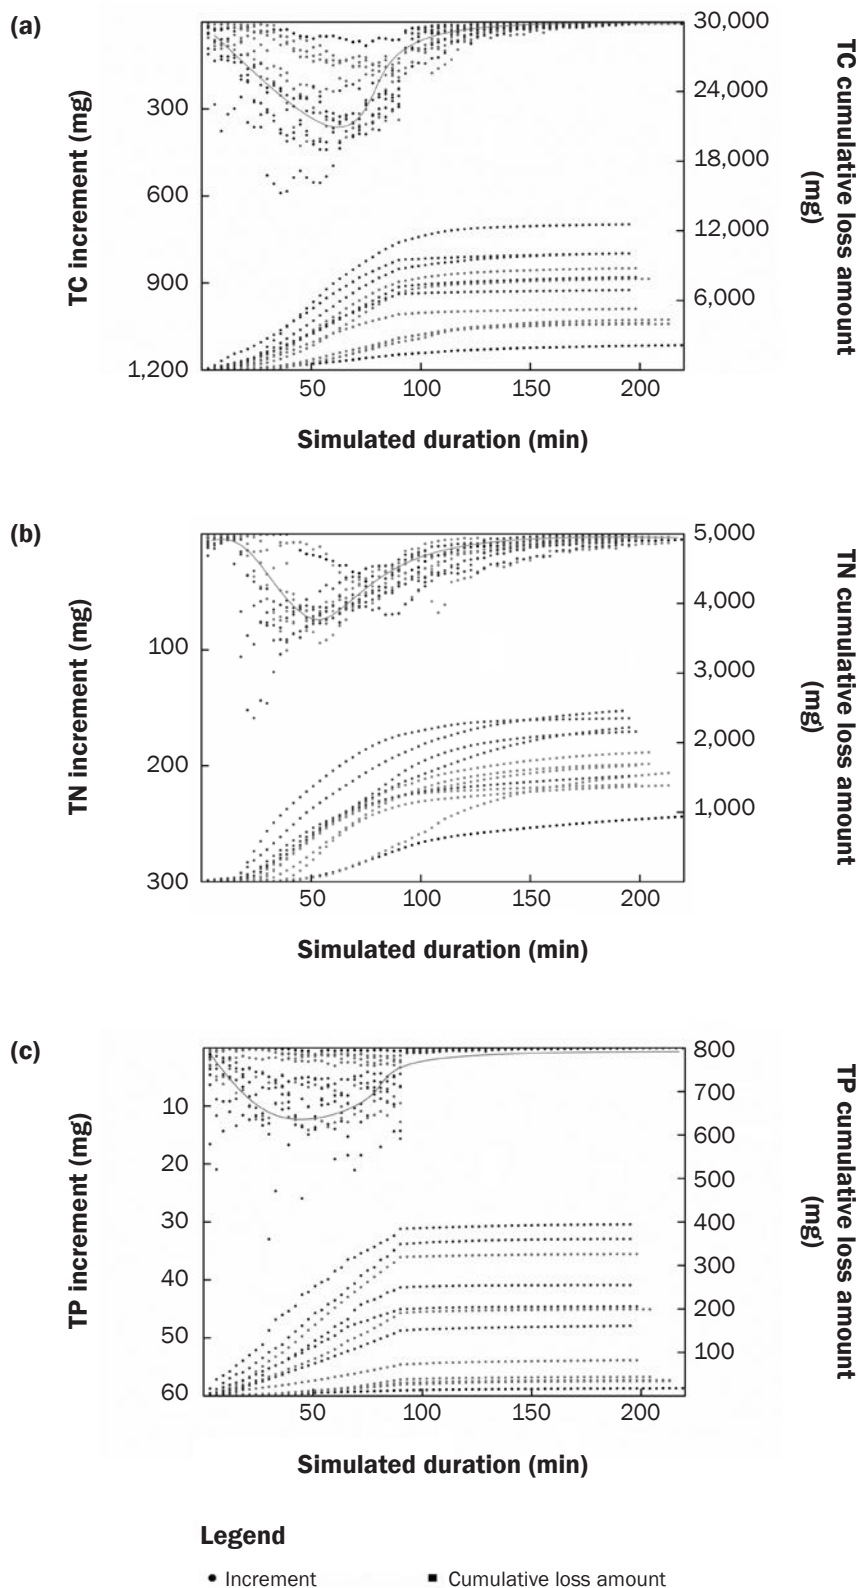 (a)
300
600
900
1,200
TC increment (mg)
30,000
24,000
18,000
12,000
6,000
TC cumulative loss amount
(mg)
50
100
150
200
Simulated duration (min)
(b)
100
200
300
TN increment (mg)
5,000
4,000
3,000
2,000
1,000
TN cumulative loss amount
(mg)
50
100
150
200
Simulated duration (min)
(c)
10
20
30
40
50
60
TP increment (mg)
800
700
600
500
400
300
200
100
TP cumulative loss amount
(mg)
50
100
150
200
Simulated duration (min)
Legend
Increment
Cumulative loss amount